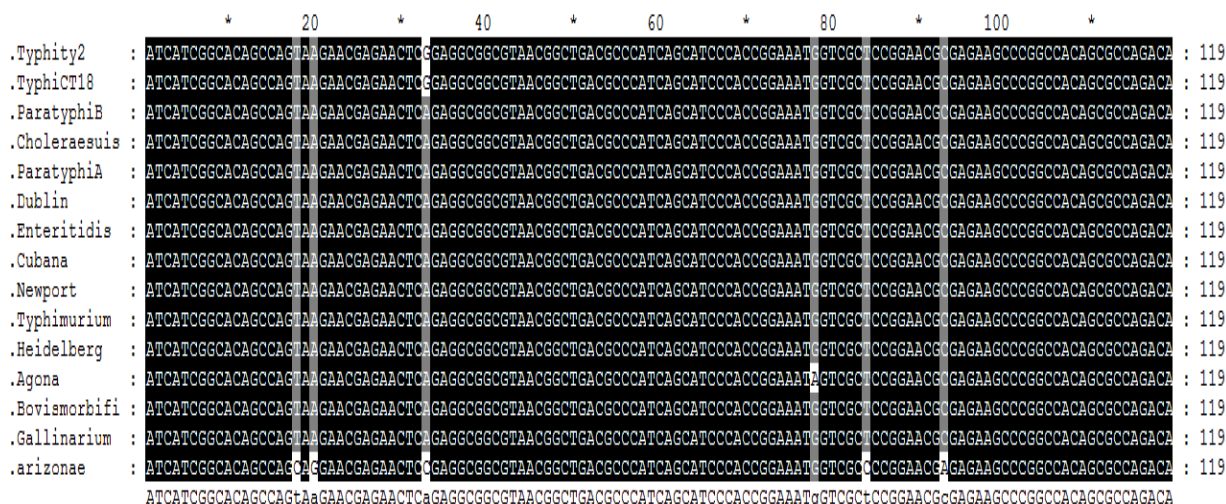 * 20 * 40 * 60 * 80 * 100 *
.Typhity2 : ATCATCGGCACAGCCAGTAAGAACGAGAACTCGGAGGCGGCGTAACGGCTGACGCCCATCAGCATCCCACCGGAAATGGTCGCTCCGGAACGCGAGAAGCCCGGCCACAGCGCCAGACA : 119
.TyphiCT18 : ATCATCGGCACAGCCAGTAAGAACGAGAACTCGGAGGCGGCGTAACGGCTGACGCCCATCAGCATCCCACCGGAAATGGTCGCTCCGGAACGCGAGAAGCCCGGCCACAGCGCCAGACA : 119
.ParatyphiB : ATCATCGGCACAGCCAGTAAGAACGAGAACTCAGAGGCGGCGTAACGGCTGACGCCCATCAGCATCCCACCGGAAATGGTCGCTCCGGAACGCGAGAAGCCCGGCCACAGCGCCAGACA : 119
.Choleraesuis : ATCATCGGCACAGCCAGTAAGAACGAGAACTCAGAGGCGGCGTAACGGCTGACGCCCATCAGCATCCCACCGGAAATGGTCGCTCCGGAACGCGAGAAGCCCGGCCACAGCGCCAGACA : 119
.ParatyphiA : ATCATCGGCACAGCCAGTAAGAACGAGAACTCAGAGGCGGCGTAACGGCTGACGCCCATCAGCATCCCACCGGAAATGGTCGCTCCGGAACGCGAGAAGCCCGGCCACAGCGCCAGACA : 119
.Dublin : ATCATCGGCACAGCCAGTAAGAACGAGAACTCAGAGGCGGCGTAACGGCTGACGCCCATCAGCATCCCACCGGAAATGGTCGCTCCGGAACGCGAGAAGCCCGGCCACAGCGCCAGACA : 119
.Enteritidis : ATCATCGGCACAGCCAGTAAGAACGAGAACTCAGAGGCGGCGTAACGGCTGACGCCCATCAGCATCCCACCGGAAATGGTCGCTCCGGAACGCGAGAAGCCCGGCCACAGCGCCAGACA : 119
.Cubana : ATCATCGGCACAGCCAGTAAGAACGAGAACTCAGAGGCGGCGTAACGGCTGACGCCCATCAGCATCCCACCGGAAATGGTCGCTCCGGAACGCGAGAAGCCCGGCCACAGCGCCAGACA : 119
.Newport : ATCATCGGCACAGCCAGTAAGAACGAGAACTCAGAGGCGGCGTAACGGCTGACGCCCATCAGCATCCCACCGGAAATGGTCGCTCCGGAACGCGAGAAGCCCGGCCACAGCGCCAGACA : 119
.Typhimurium : ATCATCGGCACAGCCAGTAAGAACGAGAACTCAGAGGCGGCGTAACGGCTGACGCCCATCAGCATCCCACCGGAAATGGTCGCTCCGGAACGCGAGAAGCCCGGCCACAGCGCCAGACA : 119
.Heidelberg : ATCATCGGCACAGCCAGTAAGAACGAGAACTCAGAGGCGGCGTAACGGCTGACGCCCATCAGCATCCCACCGGAAATGGTCGCTCCGGAACGCGAGAAGCCCGGCCACAGCGCCAGACA : 119
.Agona : ATCATCGGCACAGCCAGTAAGAACGAGAACTCAGAGGCGGCGTAACGGCTGACGCCCATCAGCATCCCACCGGAAATAGTCGCTCCGGAACGCGAGAAGCCCGGCCACAGCGCCAGACA : 119
.Bovismorbifi : ATCATCGGCACAGCCAGTAAGAACGAGAACTCAGAGGCGGCGTAACGGCTGACGCCCATCAGCATCCCACCGGAAATGGTCGCTCCGGAACGCGAGAAGCCCGGCCACAGCGCCAGACA : 119
.Gallinarium : ATCATCGGCACAGCCAGTAAGAACGAGAACTCAGAGGCGGCGTAACGGCTGACGCCCATCAGCATCCCACCGGAAATGGTCGCTCCGGAACGCGAGAAGCCCGGCCACAGCGCCAGACA : 119
.arizonae : ATCATCGGCACAGCCAGCAGGAACGAGAACTCCGAGGCGGCGTAACGGCTGACGCCCATCAGCATCCCACCGGAAATGGTCGCCCCGGAACGAGAGAAGCCCGGCCACAGCGCCAGACA : 119
ATCATCGGCACAGCCAGtAaGAACGAGAACTCaGAGGCGGCGTAACGGCTGACGCCCATCAGCATCCCACCGGAAATgGTCGCtCCGGAACGcGAGAAGCCCGGCCACAGCGCCAGACA